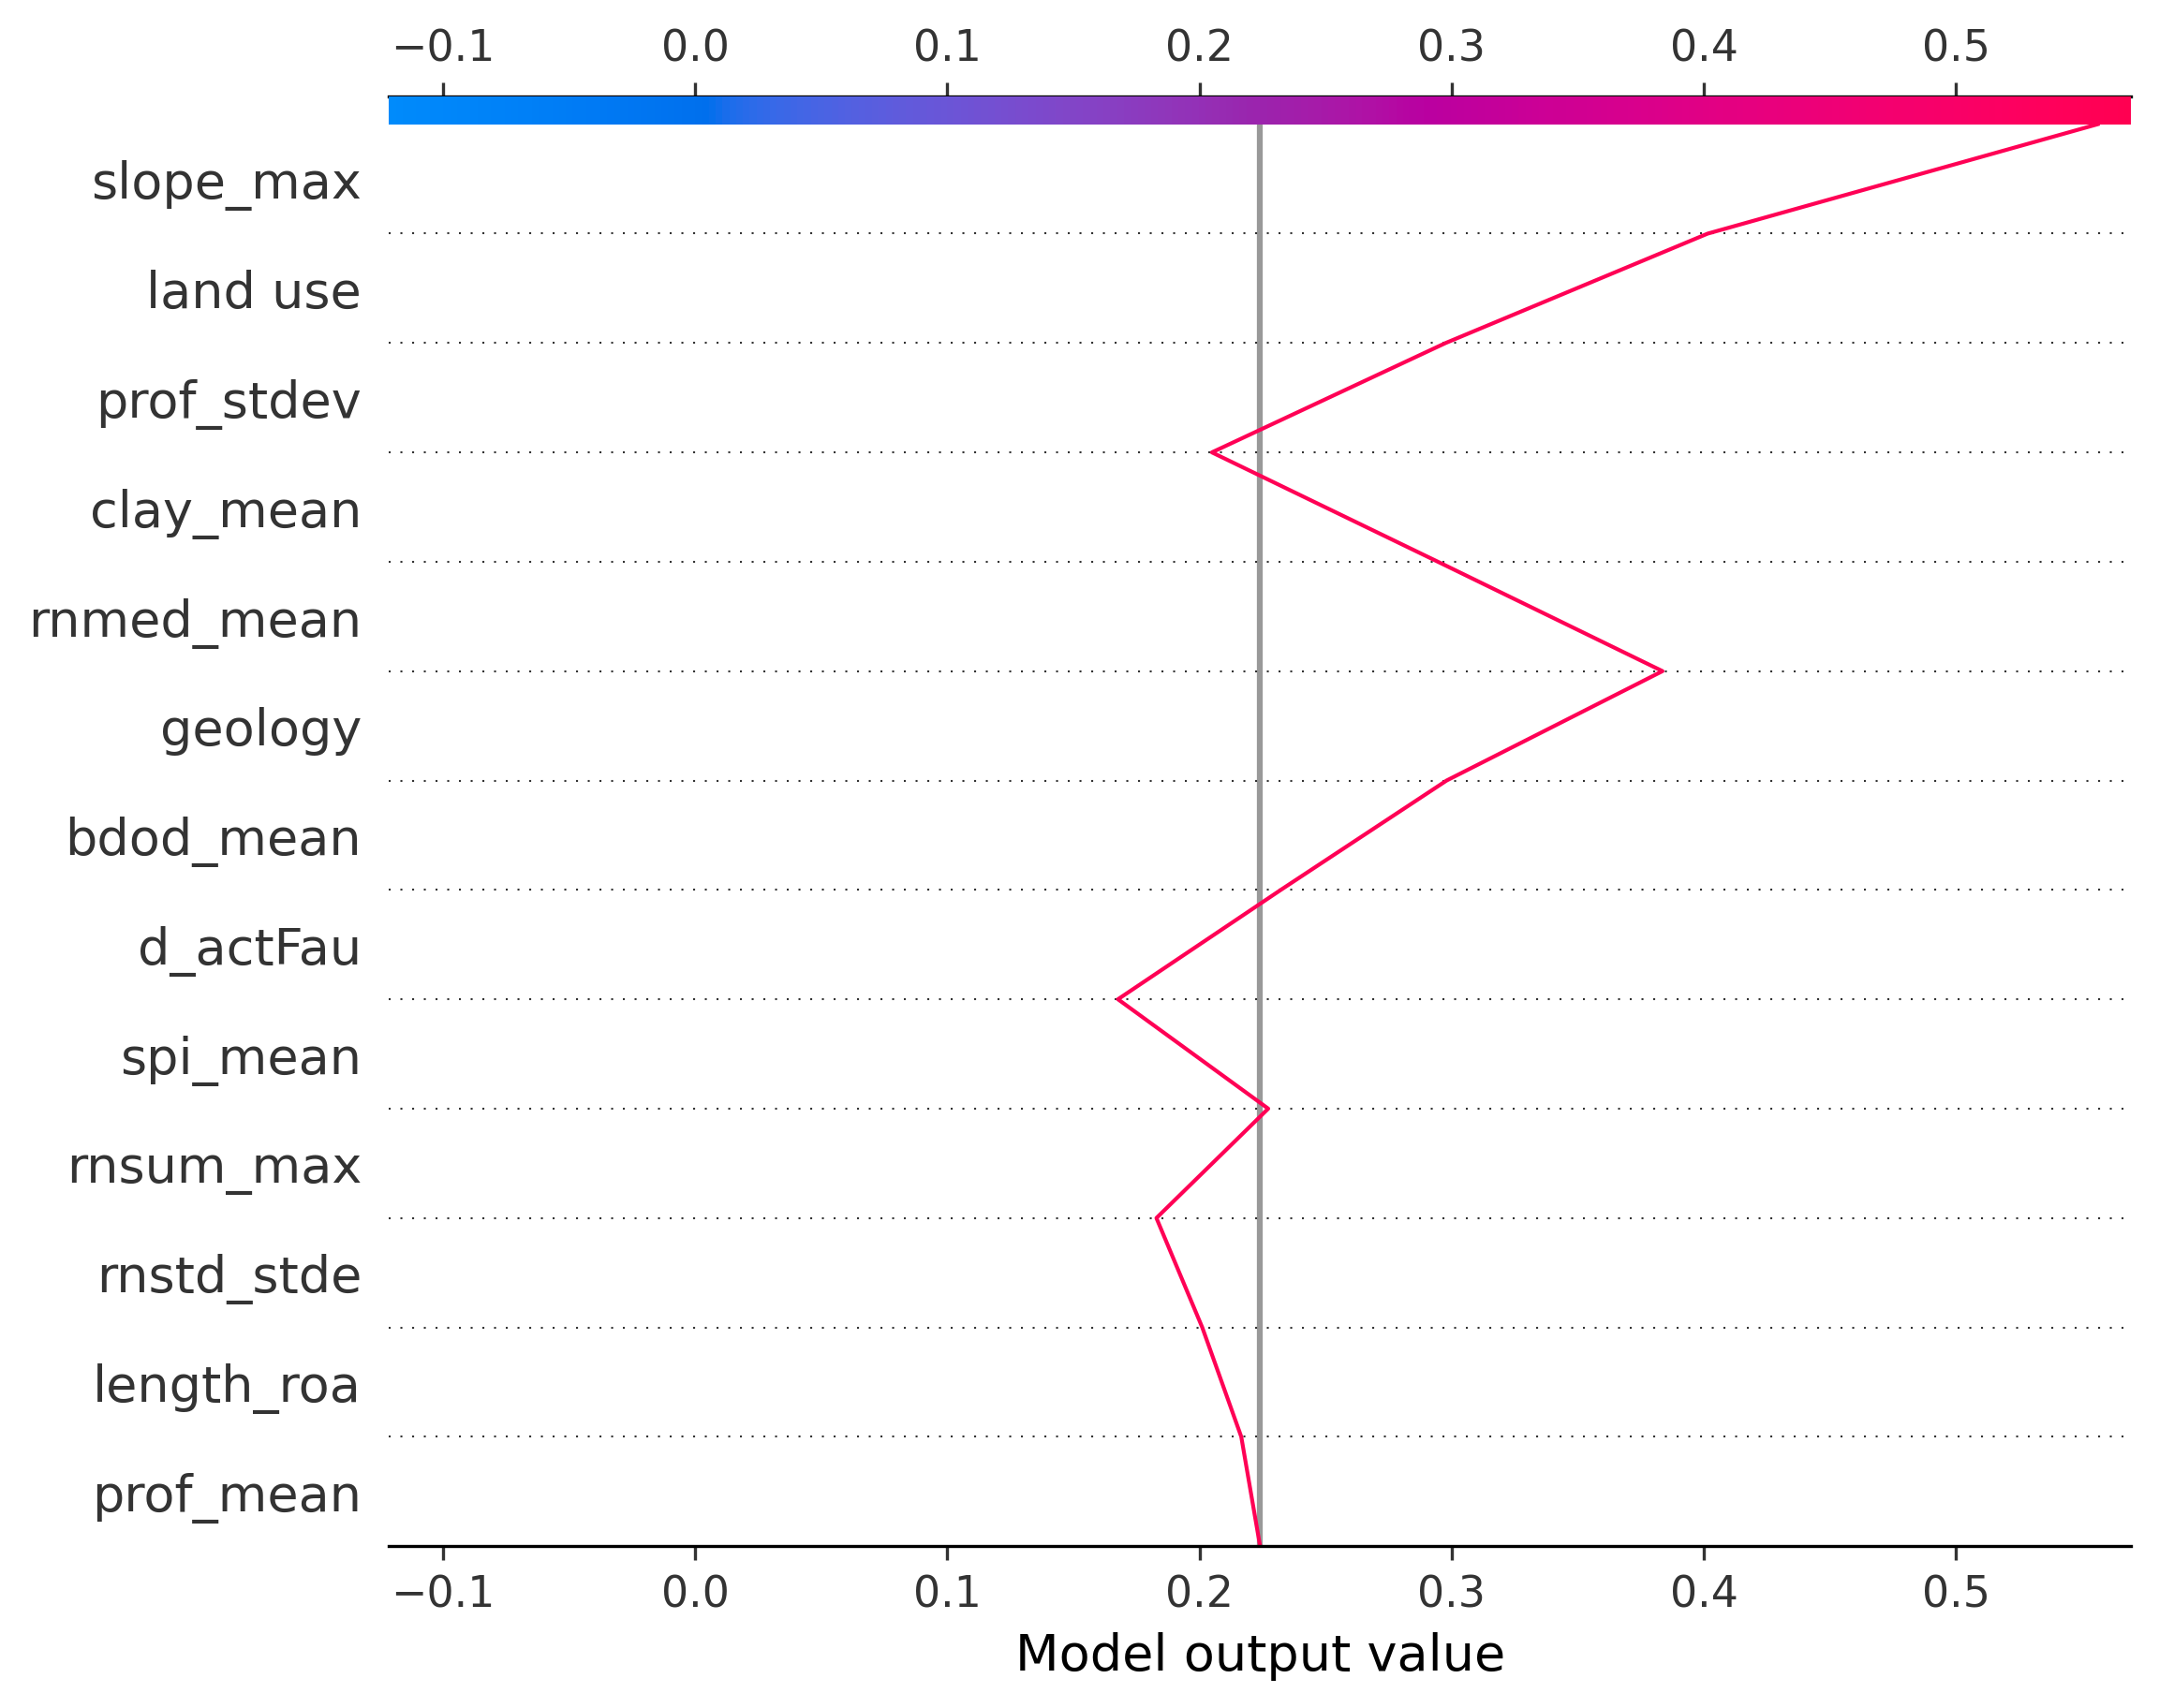 −0.1 0.0 0.1 0.2 0.3 0.4 0.5
slope_max
land use
prof_stdev
clay_mean
rnmed_mean
geology
bdod_mean
d_actFau
spi_mean
rnsum_max
rnstd_stde
length_roa
prof_mean
−0.1 0.0 0.1 0.2 0.3 0.4 0.5
Model output value